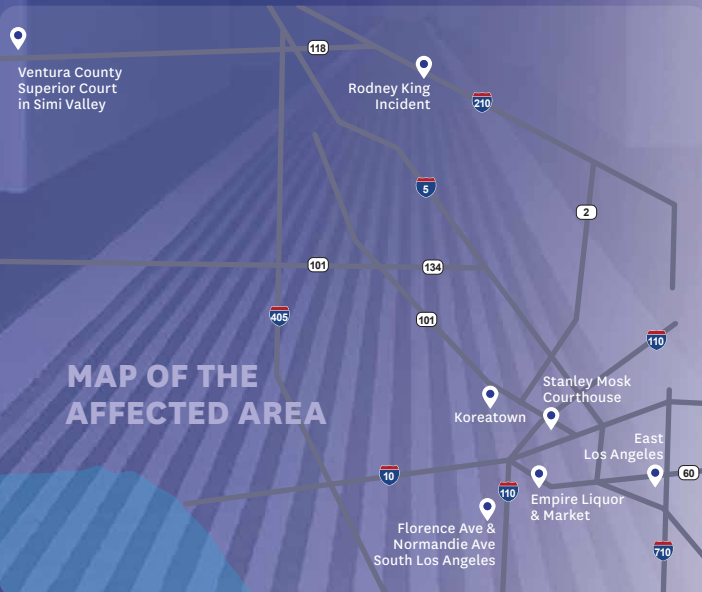 118
Ventura County
Superior Court
in Simi Valley
Rodney King
Incident
210
5
2
101
134
405
101
110
MAP OF THE
AFFECTED AREA
Stanley Mosk
Courthouse
Koreatown
East
Los Angeles
10
60
110
Empire Liquor
& Market
Florence Ave &
Normandie Ave
South Los Angeles
710